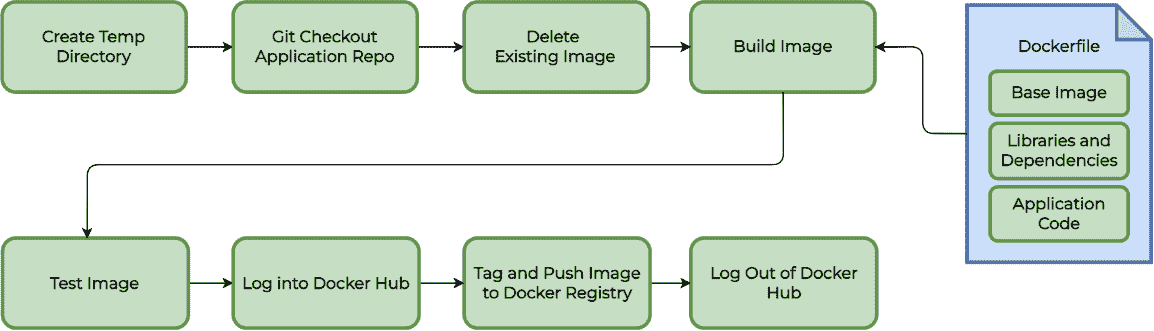 Create Temp
Directory
Git Checkout
Application Repo
Delete
Existing Image
Build Image
Dockerfile
Base Image
Libraries and
Dependencies
Application
Code
Test Image
Log into Docker Hub
Tag and Push Image
to Docker Registry
Log Out of Docker
Hub